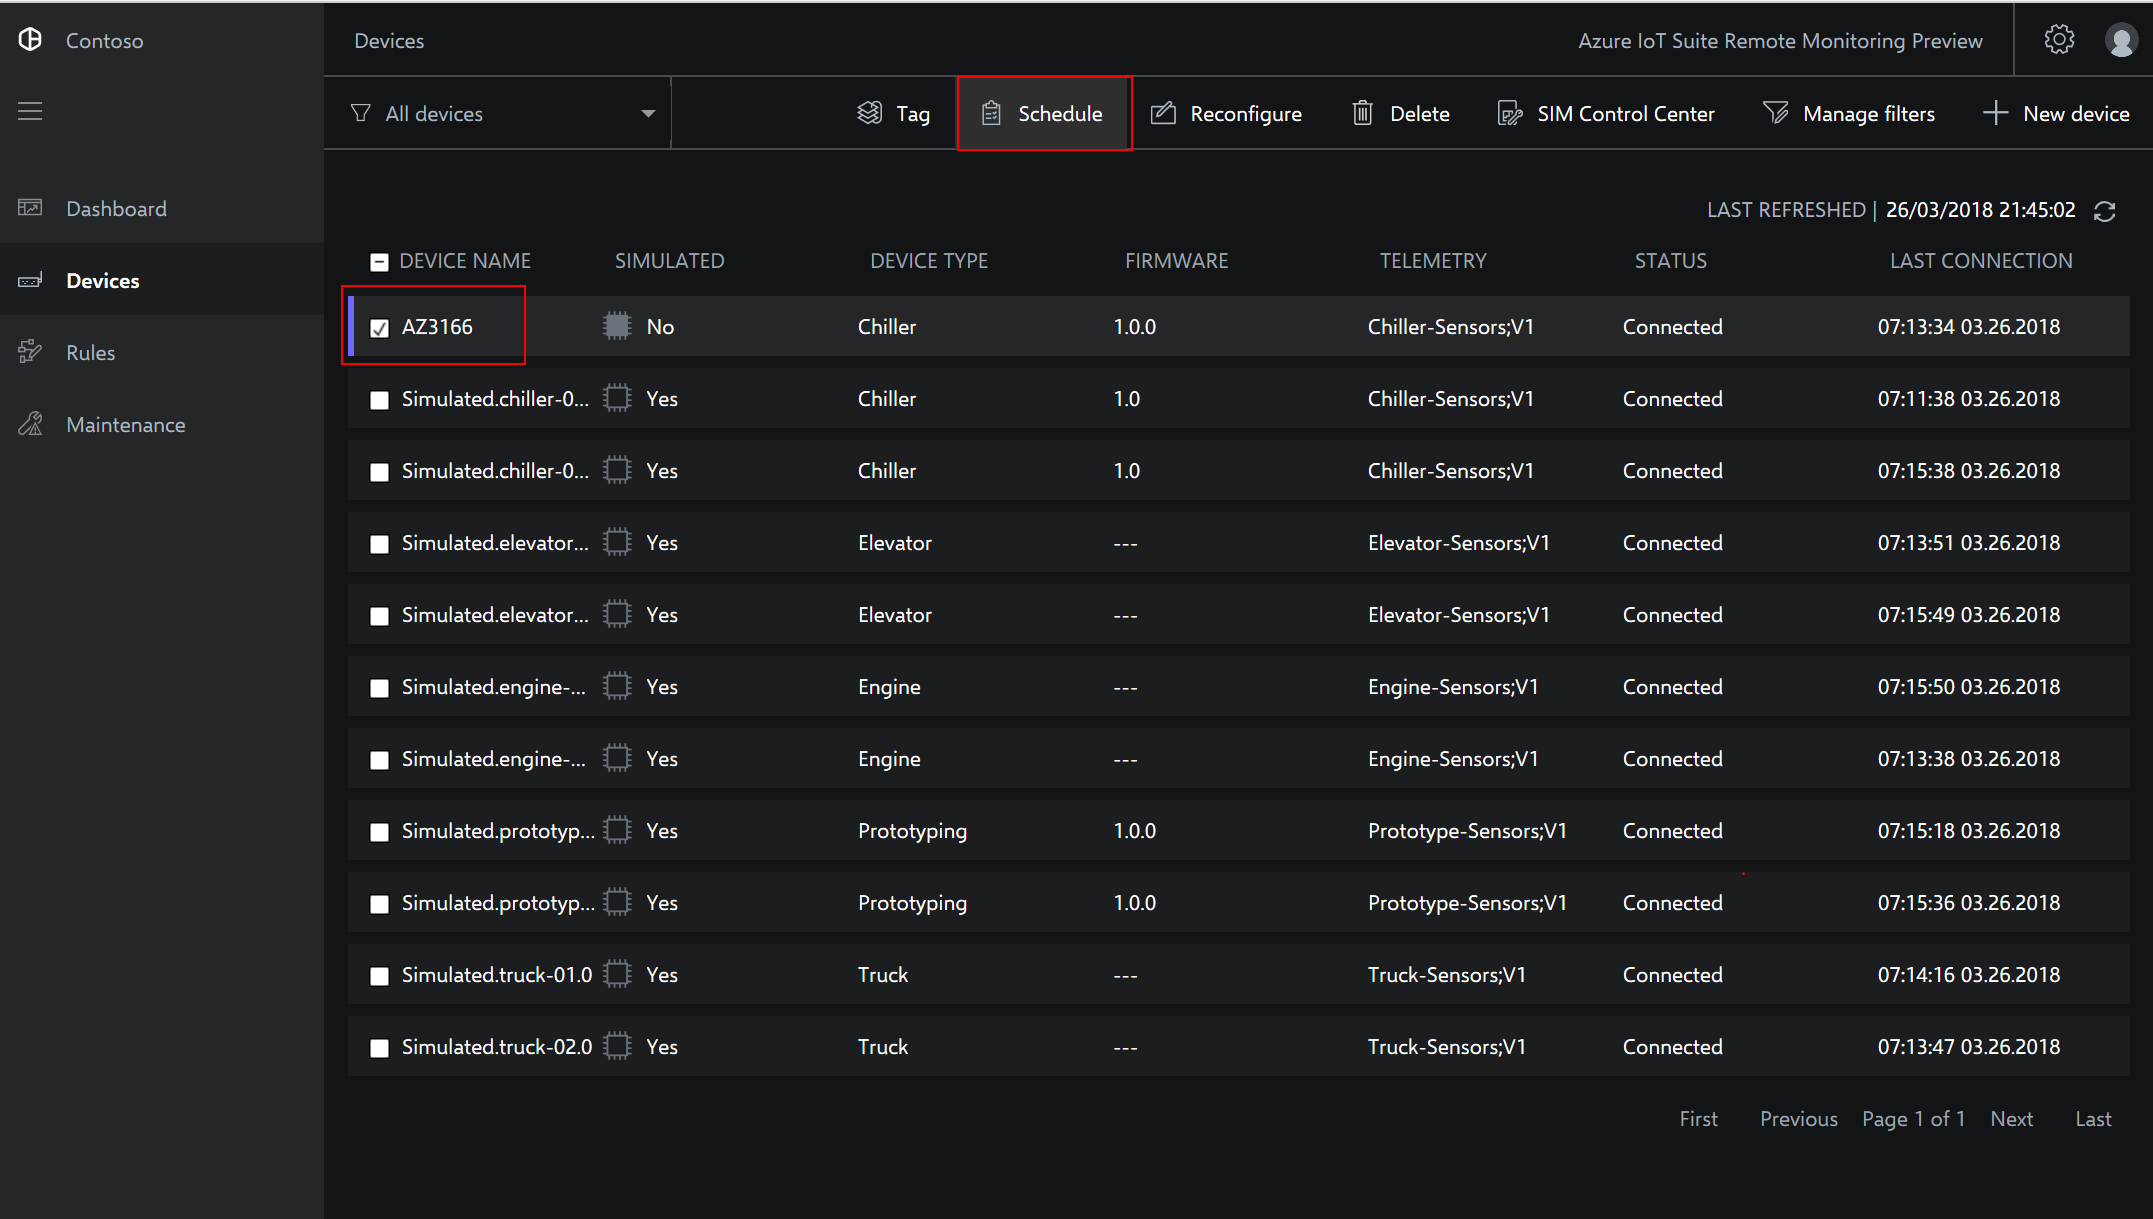 Contoso
Devices
Azure IoT Suite Remote Monitoring Preview
All devices
Tag
Schedule
Reconfigure
Delete
SIM Control Center
Manage filters
New device
Dashboard
Devices
Rules
Maintenance
LAST REFRESHED | 26/03/2018 21:45:02
DEVICE NAME SIMULATED DEVICE TYPE FIRMWARE TELEMETRY STATUS LAST CONNECTION
AZ3166 No Chiller 1.0.0 Chiller-Sensors;V1 Connected 07:13:34 03.26.2018
Simulated.chiller-0... Yes Chiller 1.0 Chiller-Sensors;V1 Connected 07:11:38 03.26.2018
Simulated.chiller-0... Yes Chiller 1.0 Chiller-Sensors;V1 Connected 07:15:38 03.26.2018
Simulated.elevator... Yes Elevator --- Elevator-Sensors;V1 Connected 07:13:51 03.26.2018
Simulated.elevator... Yes Elevator --- Elevator-Sensors;V1 Connected 07:15:49 03.26.2018
Simulated.engine-... Yes Engine --- Engine-Sensors;V1 Connected 07:15:50 03.26.2018
Simulated.engine-... Yes Engine --- Engine-Sensors;V1 Connected 07:13:38 03.26.2018
Simulated.prototyp... Yes Prototyping 1.0.0 Prototype-Sensors;V1 Connected 07:15:18 03.26.2018
Simulated.prototyp... Yes Prototyping 1.0.0 Prototype-Sensors;V1 Connected 07:15:36 03.26.2018
Simulated.truck-01.0 Yes Truck --- Truck-Sensors;V1 Connected 07:14:16 03.26.2018
Simulated.truck-02.0 Yes Truck --- Truck-Sensors;V1 Connected 07:13:47 03.26.2018
First Previous Page 1 of 1 Next Last